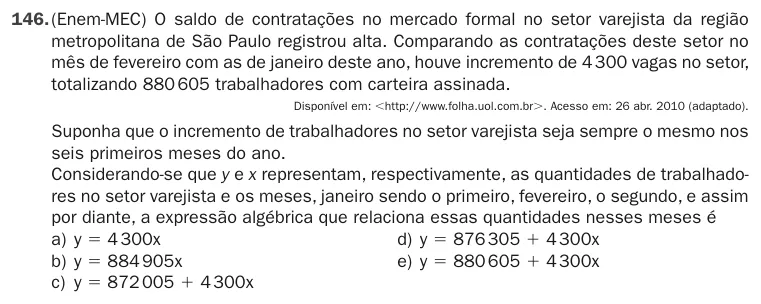 146.(Enem-MEC) O saldo de contratações no mercado formal no setor varejista da região
metropolitana de São Paulo registrou alta. Comparando as contratações deste setor no
mês de fevereiro com as de janeiro deste ano, houve incremento de 4 300 vagas no setor,
totalizando 880 605 trabalhadores com carteira assinada.
Disponível em: <http://www.folha.uol.com.br>. Acesso em: 26 abr. 2010 (adaptado).
Suponha que o incremento de trabalhadores no setor varejista seja sempre o mesmo nos
seis primeiros meses do ano.
Considerando-se que y e x representam, respectivamente, as quantidades de trabalhado-
res no setor varejista e os meses, janeiro sendo o primeiro, fevereiro, o segundo, e assim
por diante, a expressão algébrica que relaciona essas quantidades nesses meses é
a) y = 4 300x
b) y = 884 905x
c) y = 872 005 + 4 300x
d) y = 876 305 + 4 300x
e) y = 880 605 + 4 300x